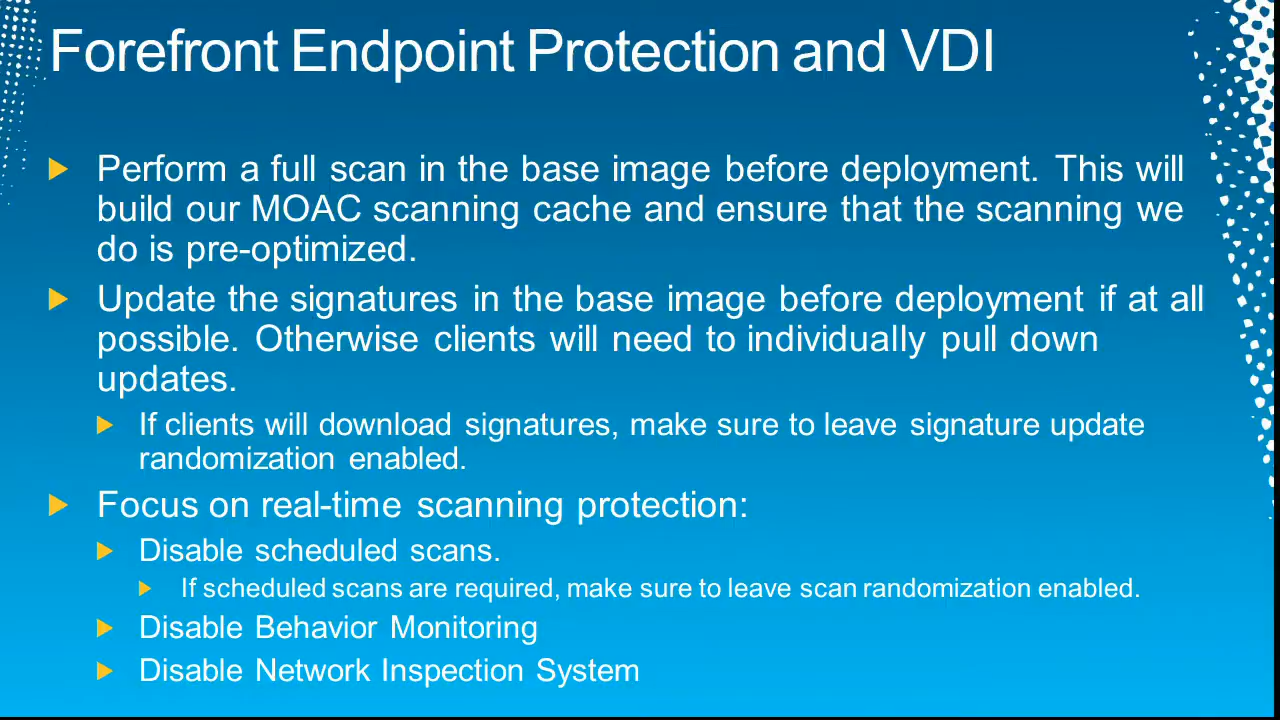 Forefront Endpoint Protection and VDI
Perform a full scan in the base image before deployment. This will
build our MOAC scanning cache and ensure that the scanning we
do is pre-optimized.
Update the signatures in the base image before deployment if at all
possible. Otherwise clients will need to individually pull down
updates.
If clients will download signatures, make sure to leave signature update
randomization enabled.
Focus on real-time scanning protection:
Disable scheduled scans.
If scheduled scans are required, make sure to leave scan randomization enabled.
Disable Behavior Monitoring
Disable Network Inspection System